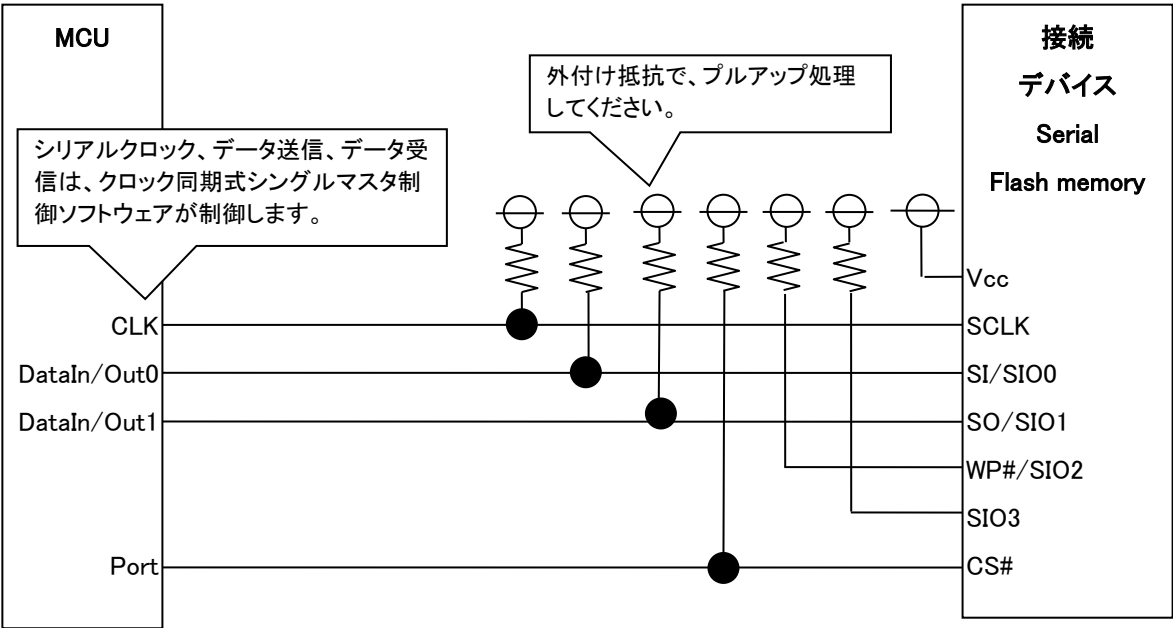 MCU
シリアルクロック、データ送信、データ受
信は、クロック同期式シングルマスタ制
御ソフトウェアが制御します。
CLK
DataIn/Out0
DataIn/Out1
Port
外付け抵抗で、プルアップ処理
してください。
接続
デバイス
Serial
Flash memory
Vcc
SCLK
SI/SIO0
SO/SIO1
WP#/SIO2
SIO3
CS#